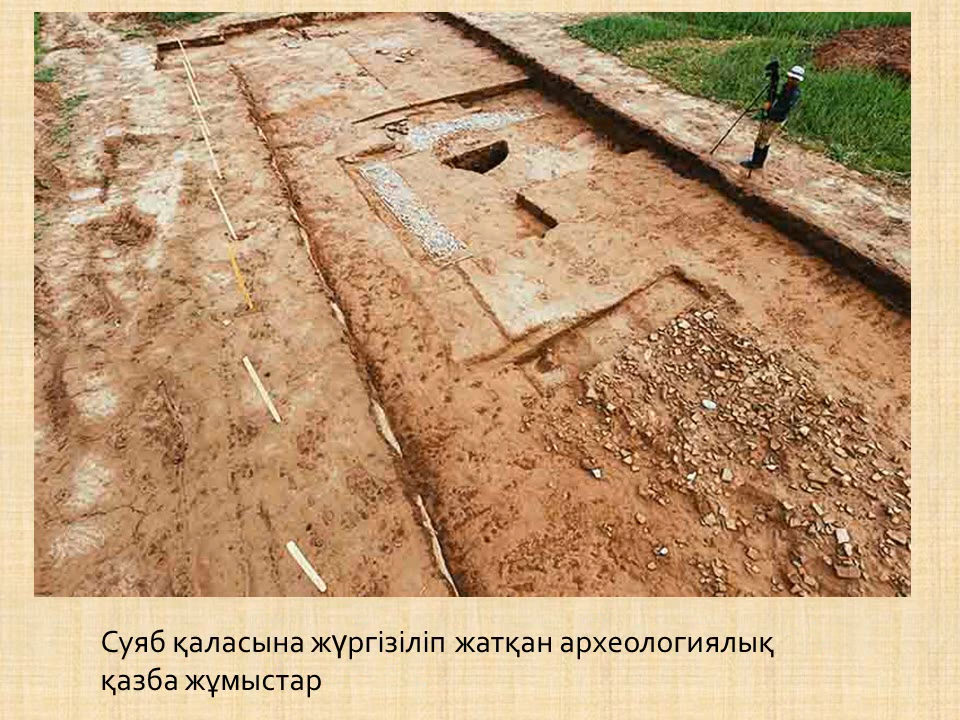 Суяб қаласына жүргізіліп жатқан археологиялық
қазба жұмыстар